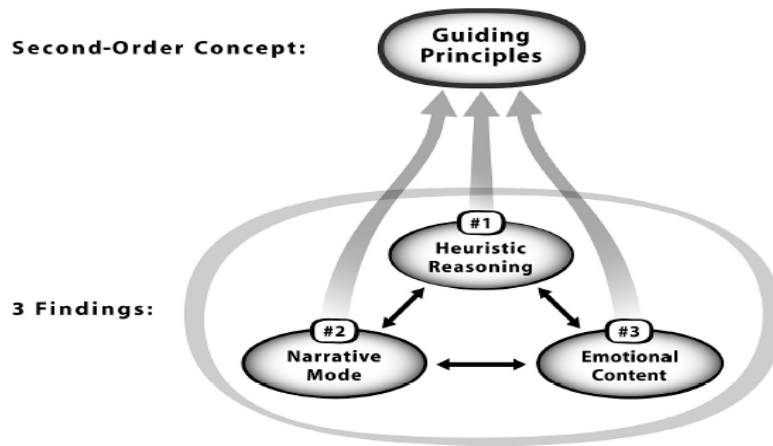 Second-Order Concept:
Guiding
Principles
#1
Heuristic
Reasoning
3 Findings:
#2
Narrative
Mode
#3
Emotional
Content